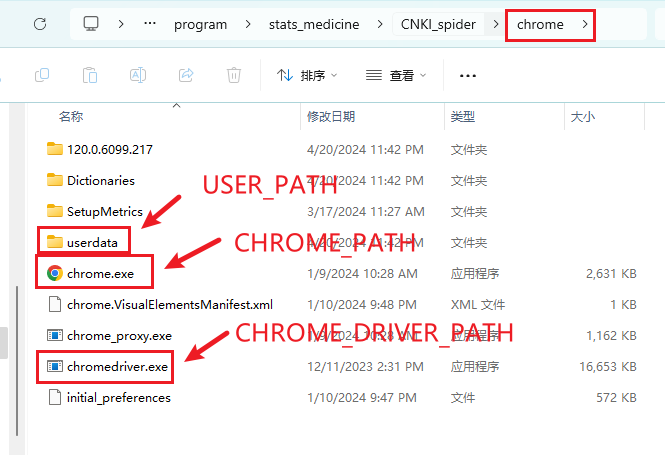 program > stats_medicine > CNKI_spider > chrome >
排序 查看
名称 修改日期 类型 大小
120.0.6099.217 4/20/2024 11:42 PM 文件夹
Dictionaries 4/20/2024 11:42 PM 文件夹
USER_PATH
SetupMetrics 3/17/2024 11:27 AM 文件夹
userdata 4/20/2024 11:42 PM 文件夹
CHROME_PATH
chrome.exe 1/9/2024 10:28 AM 应用程序 2,631 KB
chrome.VisualElementsManifest.xml 1/10/2024 9:48 PM XML 文件 1 KB
chrome_proxy.exe 1/9/2024 10:28 AM 应用程序 1,162 KB
CHROME_DRIVER_PATH
chromedriver.exe 12/11/2023 2:31 PM 应用程序 16,653 KB
initial_preferences 1/10/2024 9:47 PM 文件 572 KB